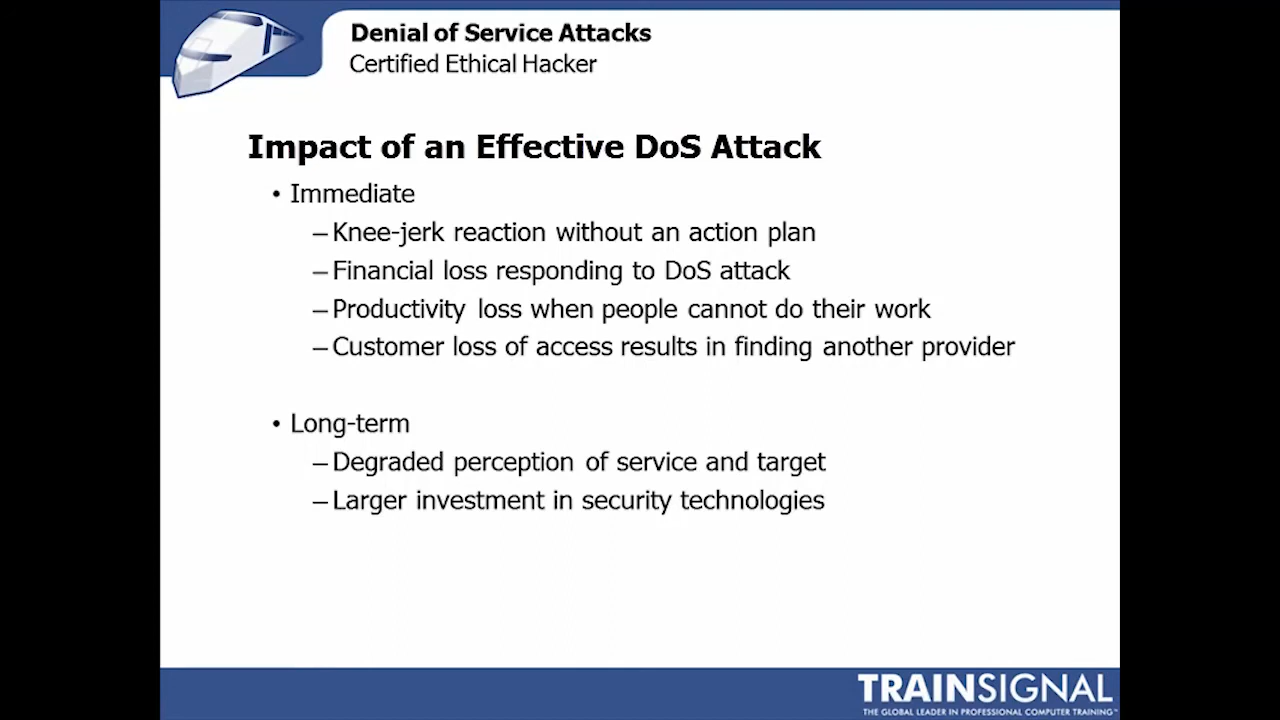 Denial of Service Attacks
Certified Ethical Hacker
Impact of an Effective DoS Attack
• Immediate
– Knee-jerk reaction without an action plan
– Financial loss responding to DoS attack
– Productivity loss when people cannot do their work
– Customer loss of access results in finding another provider
• Long-term
– Degraded perception of service and target
– Larger investment in security technologies
TRAINSIGNAL
THE GLOBAL LEADER IN PROFESSIONAL COMPUTER TRAINING™